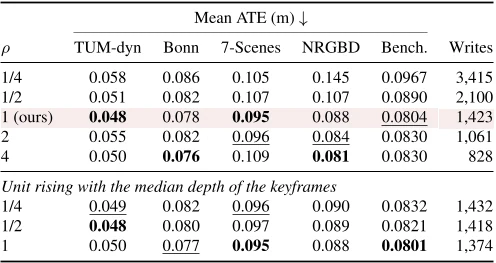 Mean ATE (m) ↓
ρ TUM-dyn Bonn 7-Scenes NRGBD Bench. Writes
1/4 0.058 0.086 0.105 0.145 0.0967 3,415
1/2 0.051 0.082 0.107 0.107 0.0890 2,100
1 (ours) 0.048 0.078 0.095 0.088 0.0804 1,423
2 0.055 0.082 0.096 0.084 0.0830 1,061
4 0.050 0.076 0.109 0.081 0.0830 828
Unit rising with the median depth of the keyframes
1/4 0.049 0.082 0.096 0.090 0.0832 1,432
1/2 0.048 0.080 0.097 0.089 0.0821 1,418
1 0.050 0.077 0.095 0.088 0.0801 1,374